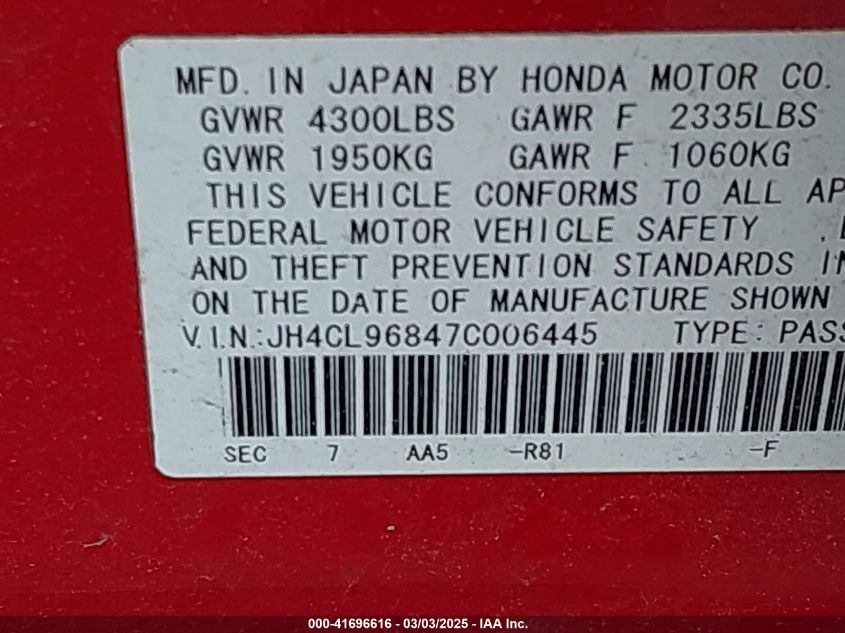 MFD. IN JAPAN BY HONDA MOTOR CO.
GVWR 4300LBS GAWR F 2335LBS
GVWR 1950KG GAWR F 1060KG
THIS VEHICLE CONFORMS TO ALL AP
FEDERAL MOTOR VEHICLE SAFETY
AND THEFT PREVENTION STANDARDS IN
ON THE DATE OF MANUFACTURE SHOWN
V.I.N.:JH4CL96847C006445 TYPE: PASS
SEC 7 AA5 -R81 -F
000-41696616 - 03/03/2025 - IAA Inc.